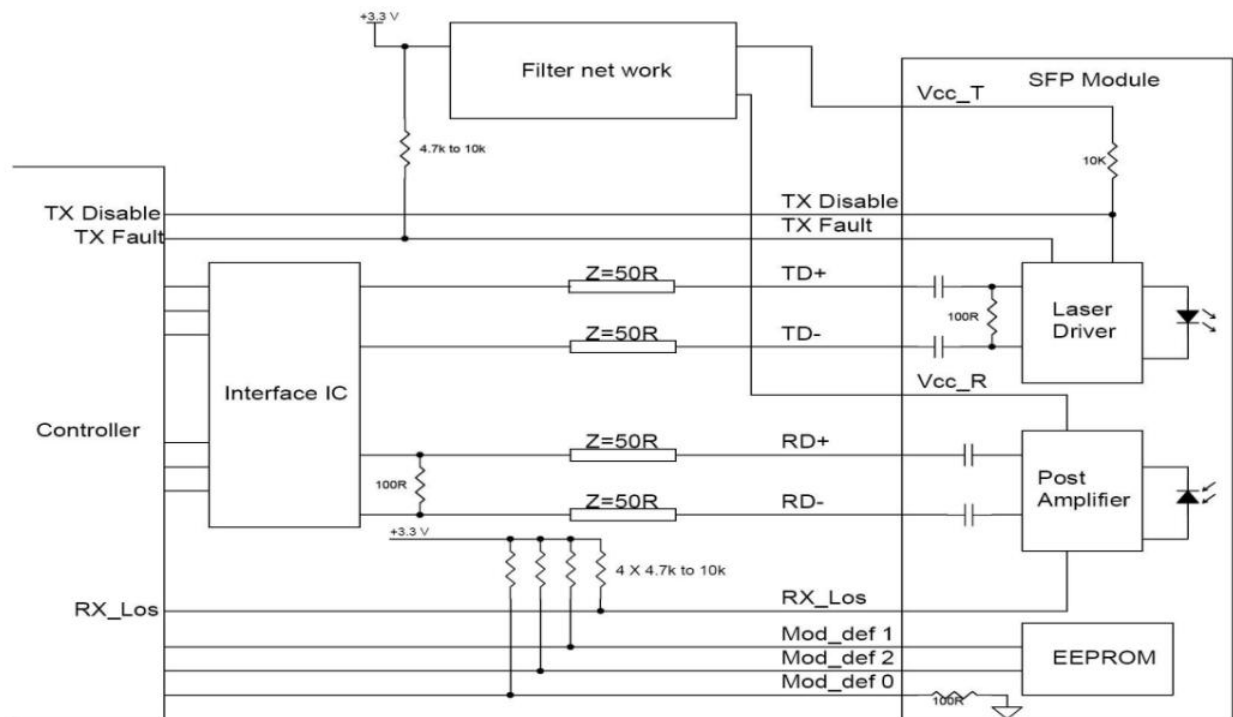 +3.3 V
Filter net work
SFP Module
Vcc_T
4.7k to 10k
10K
TX Disable
TX Disable
TX Fault
TX Fault
Z=50R
TD+
100R
Laser
Driver
Z=50R
TD-
Interface IC
Vcc_R
Controller
Z=50R
RD+
100R
Post
Amplifier
Z=50R
RD-
+3.3 V
4 X 4.7k to 10k
RX_Los
RX_Los
Mod_def 1
EEPROM
Mod_def 2
Mod_def 0
100R